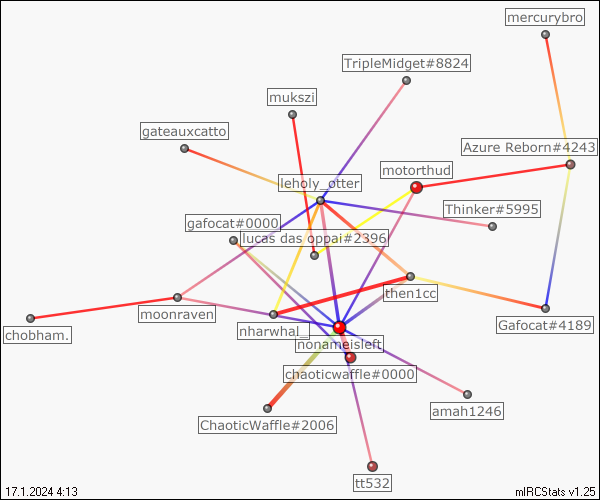 mercurybro
TripleMidget#8824
mukszi
gateauxcatto
Azure Reborn#4243
motorthud
leholy_otter
Thinker#5995
gafocat#0000
lucas das oppai#2396
then1cc
moonraven
Gafocat#4189
chobham.
nharwhal_
nonameisleft
chaoticwaffle#0000
amah1246
ChaoticWaffle#2006
tt532
17.1.2024 4:13
mIRCStats v1.25